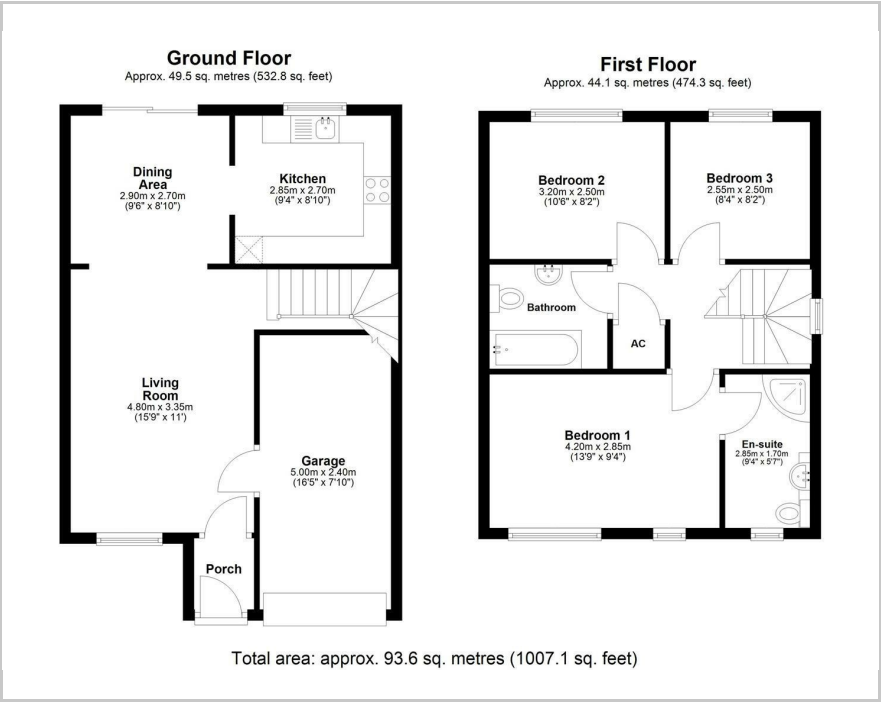 Ground Floor
Approx. 49.5 sq. metres (532.8 sq. feet)
Dining
Area
2.90m x 2.70m
(9'6" x 8'10")
Kitchen
2.85m x 2.70m
(9'4" x 8'10")
Living
Room
4.80m x 3.35m
(15'9" x 11')
Garage
5.00m x 2.40m
(16'5" x 7'10")
Porch
First Floor
Approx. 44.1 sq. metres (474.3 sq. feet)
Bedroom 2
3.20m x 2.50m
(10'6" x 8'2")
Bedroom 3
2.55m x 2.50m
(8'4" x 8'2")
Bathroom
AC
Bedroom 1
4.20m x 2.85m
(13'9" x 9'4")
En-suite
2.85m x 1.70m
(9'4" x 5'7")
Total area: approx. 93.6 sq. metres (1007.1 sq. feet)